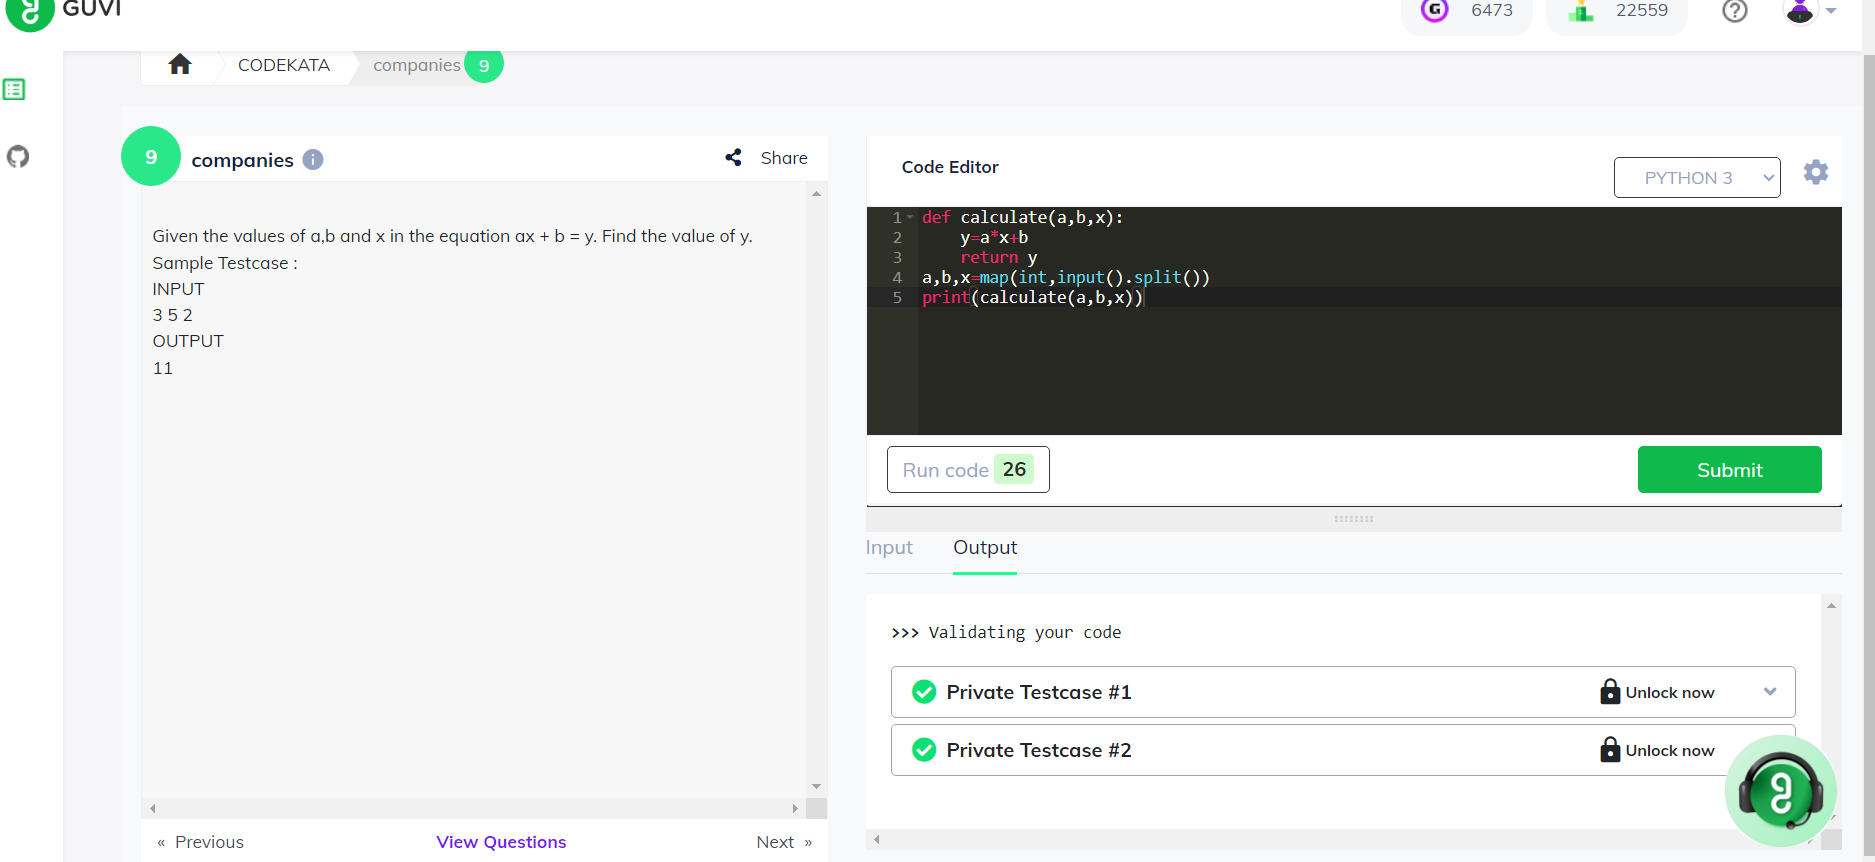 GUVI
6473
22559
CODEKATA
companies 9
9 companies
Share
Given the values of a,b and x in the equation ax + b = y. Find the value of y.
Sample Testcase :
INPUT
3 5 2
OUTPUT
11
« Previous
View Questions
Next »
Code Editor
PYTHON 3
1 def calculate(a,b,x):
2 y=a*x+b
3 return y
4 a,b,x=map(int,input().split())
5 print(calculate(a,b,x))
Run code 26
Submit
Input
Output
>>> Validating your code
Private Testcase #1
Unlock now
Private Testcase #2
Unlock now